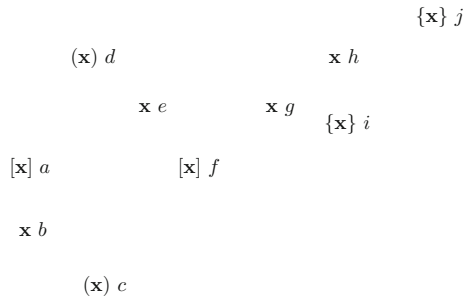 {x} j
(x) d
x h
x e
x g
{x} i
[x] a
[x] f
x b
(x) c